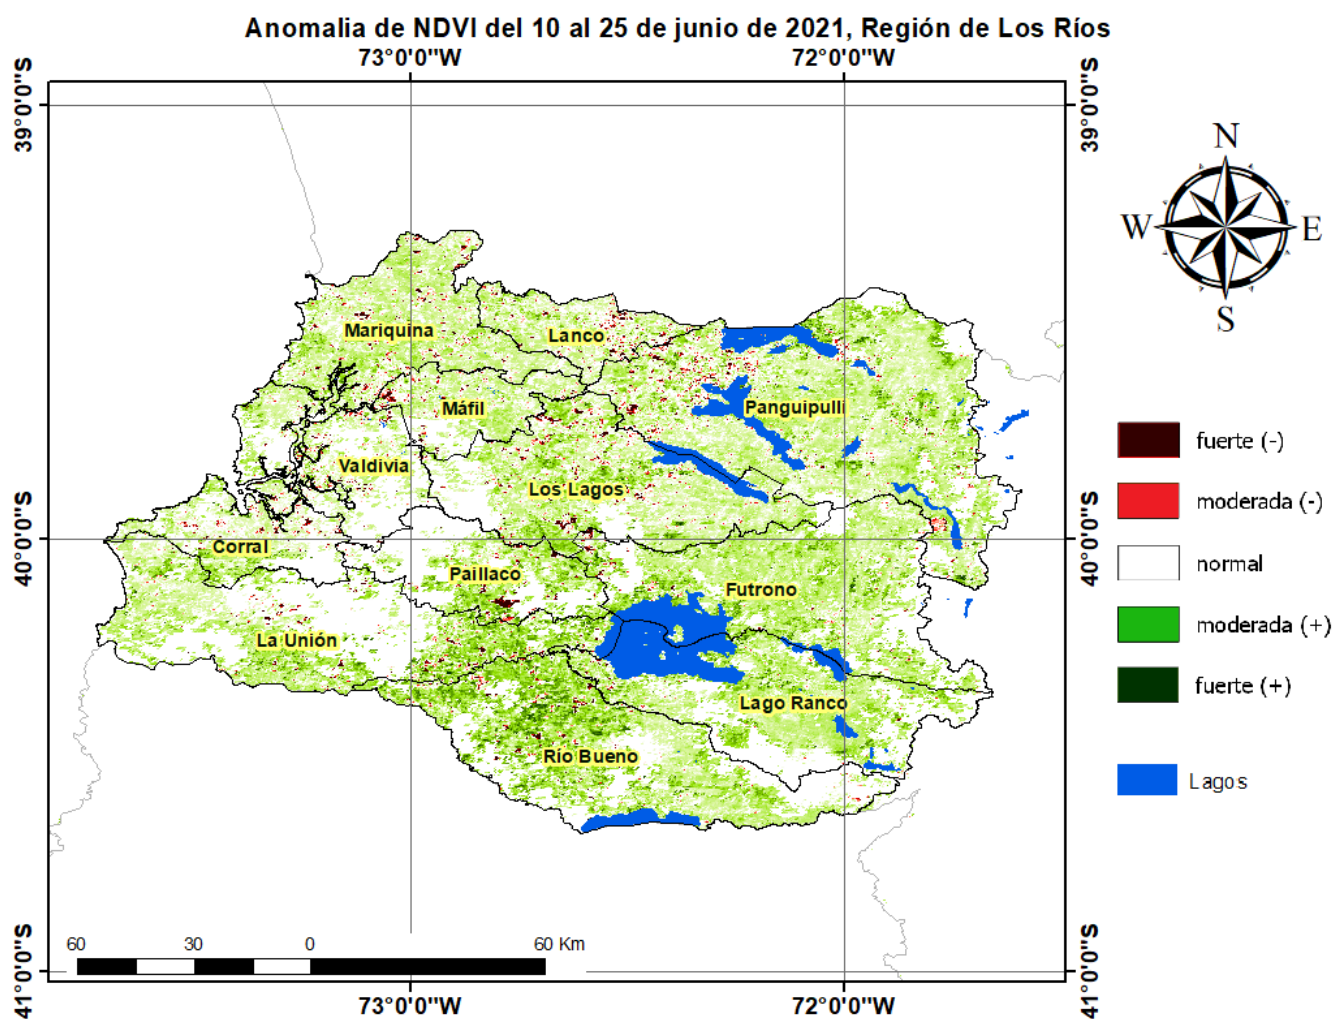 Anomalia de NDVI del 10 al 25 de junio de 2021, Región de Los Ríos
73°0'0"W
72°0'0"W
39°0'0"S
39°0'0"S
N
W
E
S
Mariquina
Lanco
Máfil
Panguipulli
Valdivia
Los Lagos
Corral
Paillaco
Futrono
La Unión
Lago Ranco
Río Bueno
40°0'0"S
40°0'0"S
fuerte (-)
moderada (-)
normal
moderada (+)
fuerte (+)
Lagos
60
30
0
60 Km
41°0'0"S
41°0'0"S
73°0'0"W
72°0'0"W